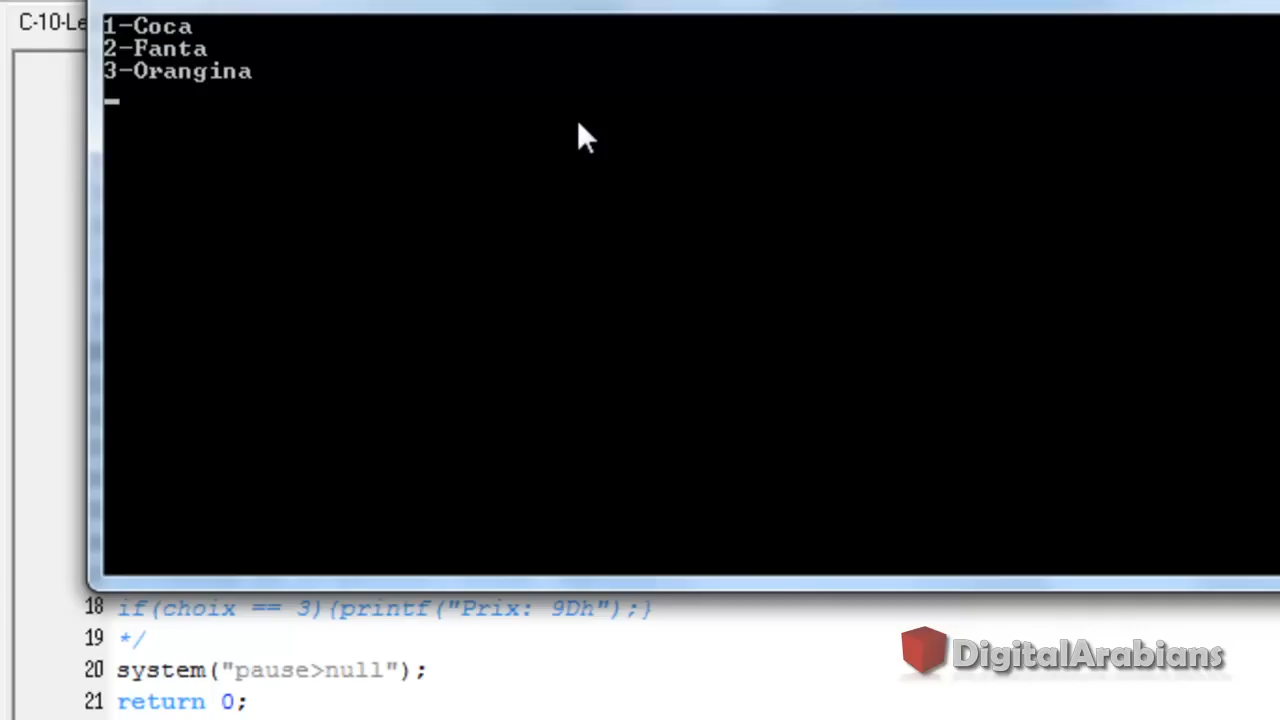 C-10-Le
1-Coca
2-Fanta
3-Orangina
18 if(choix == 3){printf("Prix: 9Dh");}
19 */
20 system("pause>null");
21 return 0;
DigitalArabians